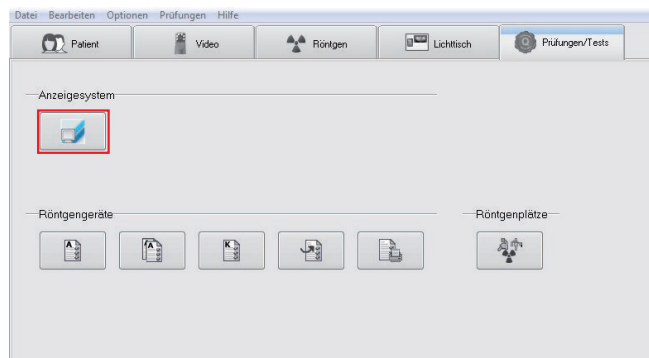 Datei Bearbeiten Optionen Prüfungen Hilfe
Patient Video Röntgen Lichttisch Prüfungen/Tests
Anzeigesystem
Röntgengeräte Röntgenplätze
A A K